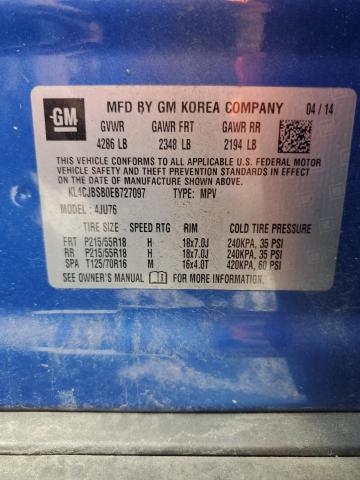 GM
MFD BY GM KOREA COMPANY 04 / 14
GVWR GAWR FRT GAWR RR
4286 LB 2348 LB 2194 LB
THIS VEHICLE CONFORMS TO ALL APPLICABLE U.S. FEDERAL MOTOR
VEHICLE SAFETY AND THEFT PREVENTION STANDARDS IN EFFECT ON THE
DATE OF MANUFACTURE SHOWN ABOVE.
KL4CJBSB0EB727097 TYPE: MPV
MODEL: 4JU76
TIRE SIZE SPEED RTG RIM COLD TIRE PRESSURE
FRT P215/55R18 H 18x7.0J 240KPA, 35 PSI
RR P215/55R18 H 18x7.0J 240KPA, 35 PSI
SPA T125/70R16 M 16x4.0T 420KPA, 60 PSI
SEE OWNER'S MANUAL FOR MORE INFORMATION.